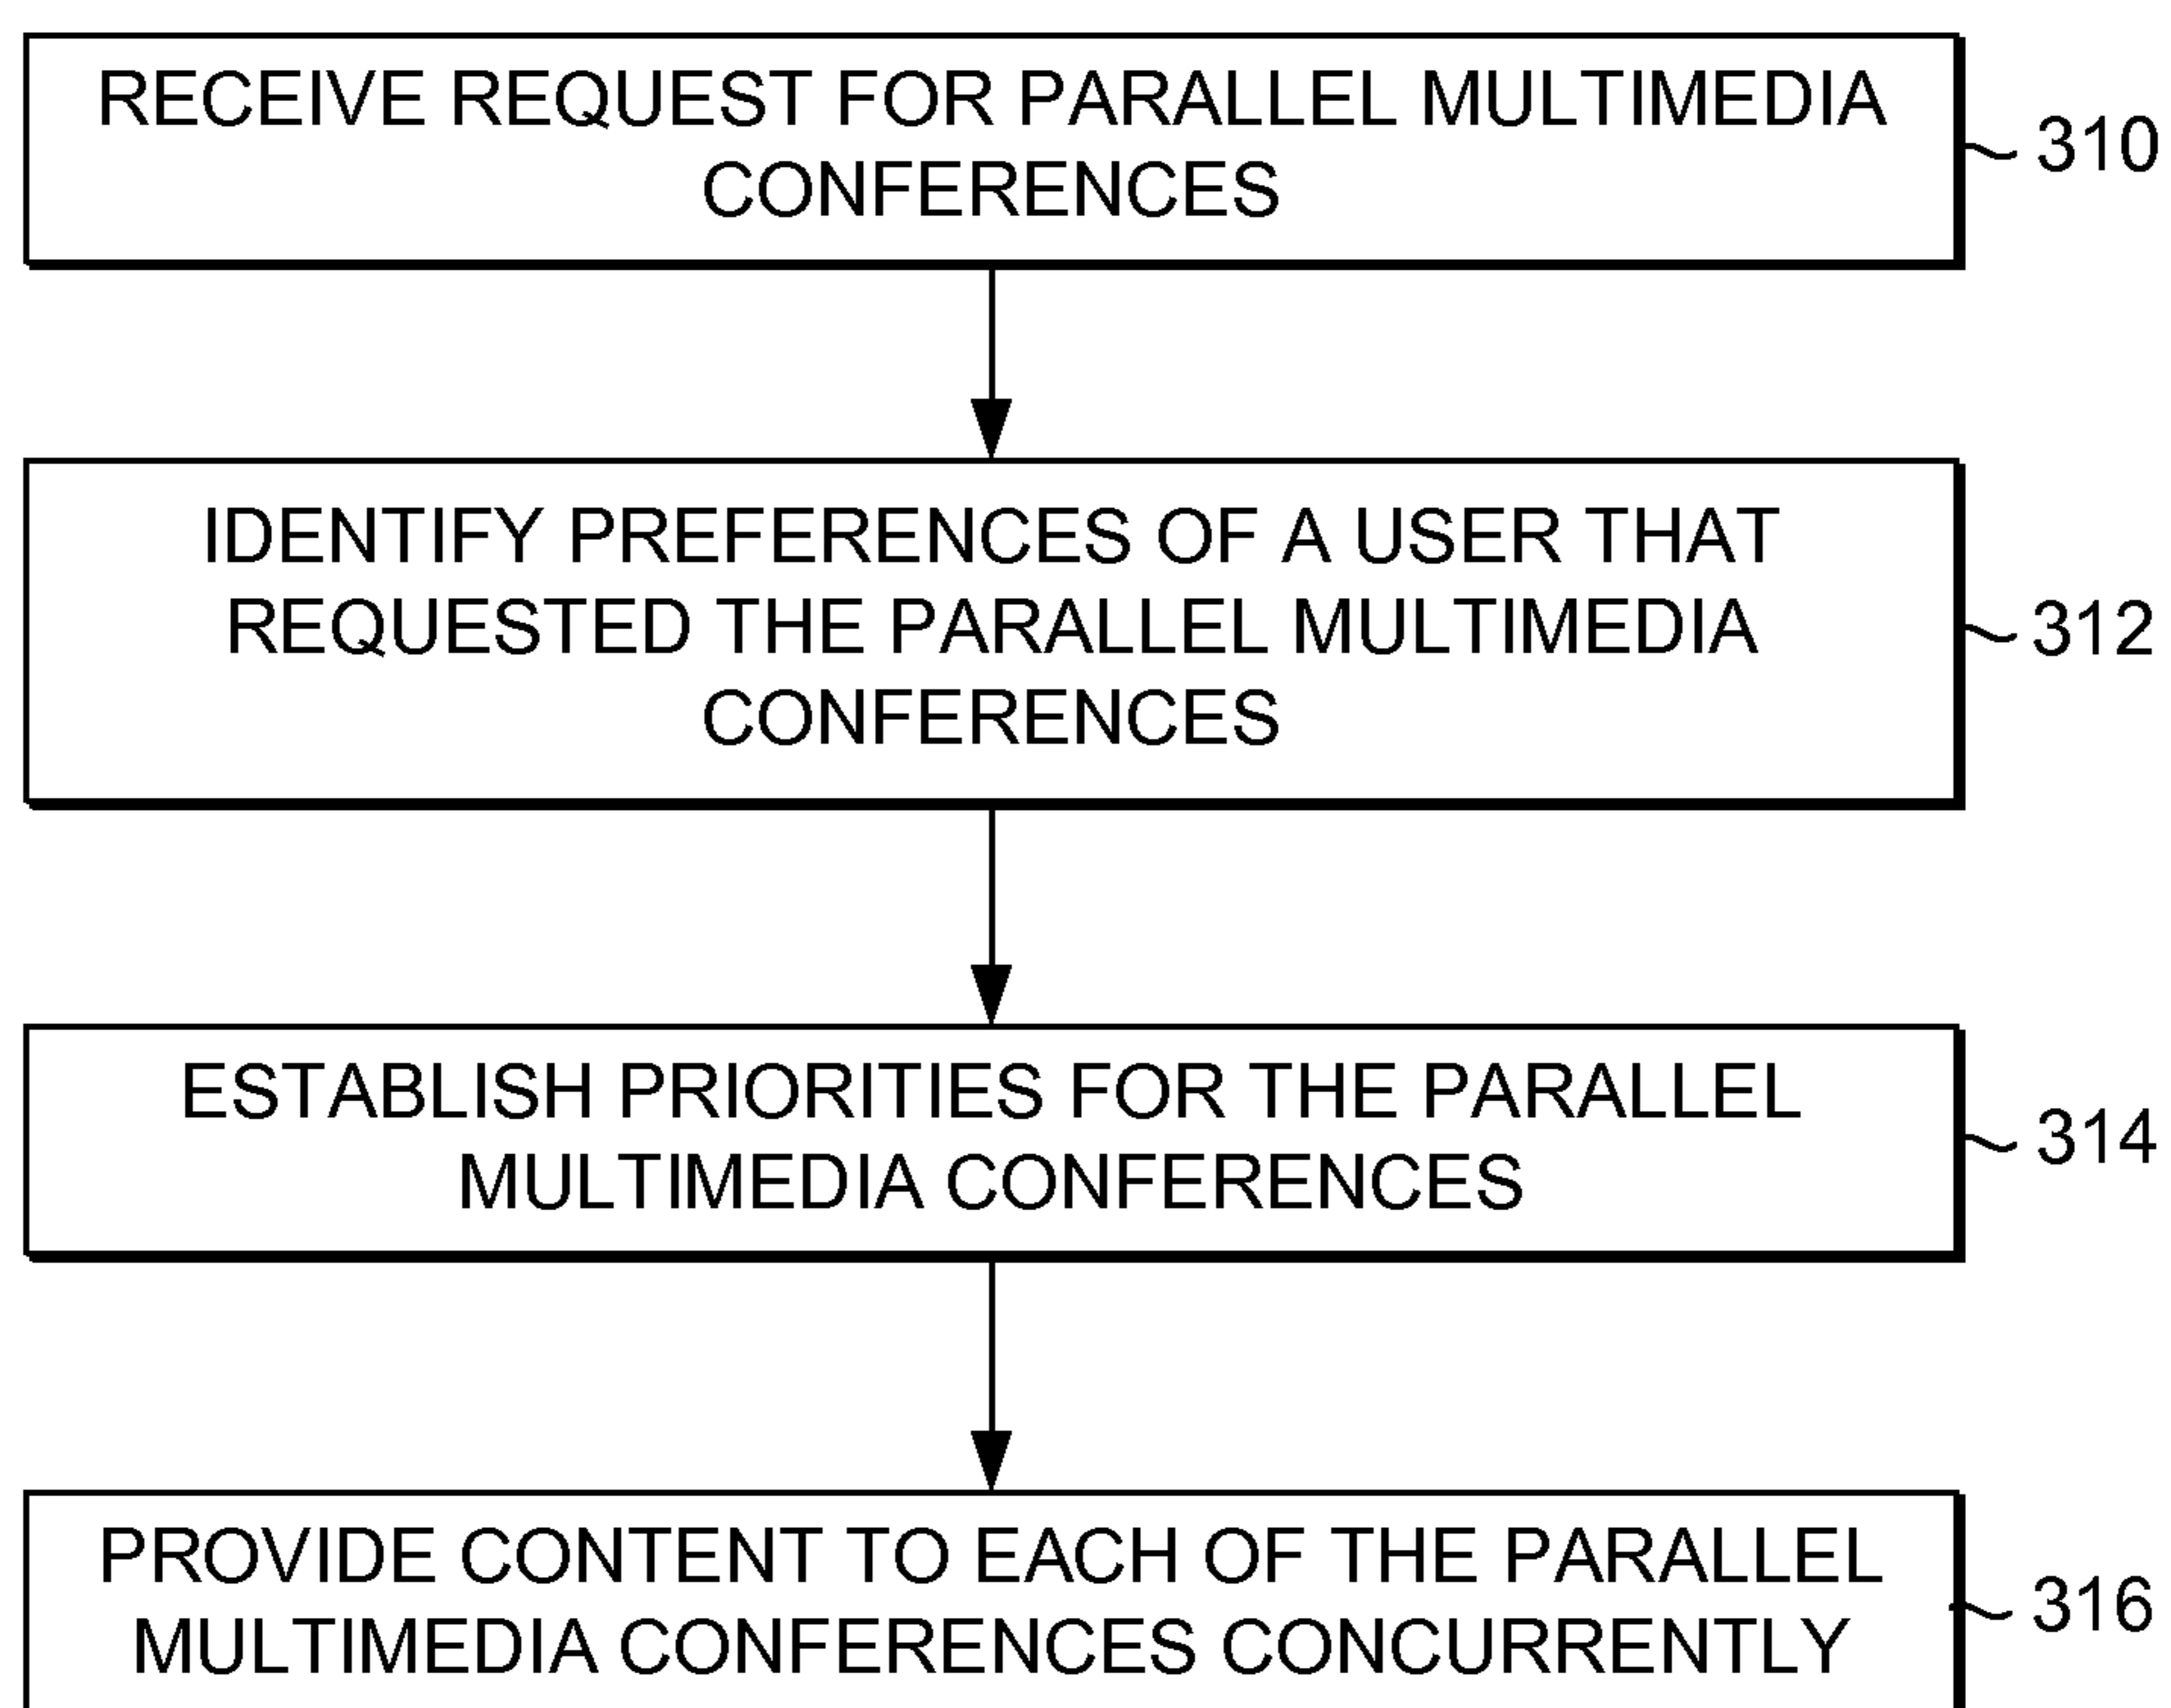 RECEIVE REQUEST FOR PARALLEL MULTIMEDIA
CONFERENCES
310
IDENTIFY PREFERENCES OF A USER THAT
REQUESTED THE PARALLEL MULTIMEDIA
CONFERENCES
312
ESTABLISH PRIORITIES FOR THE PARALLEL
MULTIMEDIA CONFERENCES
314
PROVIDE CONTENT TO EACH OF THE PARALLEL
MULTIMEDIA CONFERENCES CONCURRENTLY
316